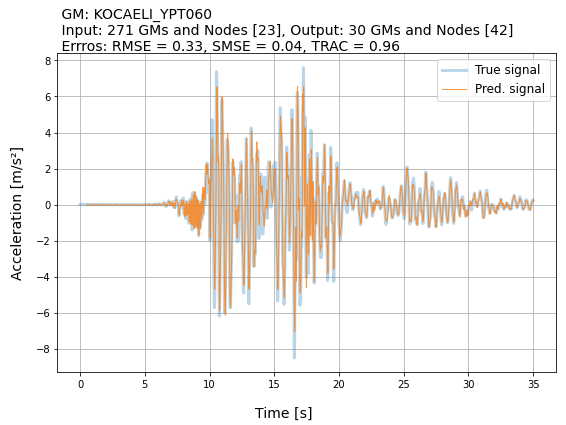 GM: KOCAELI_YPT060
Input: 271 GMs and Nodes [23], Output: 30 GMs and Nodes [42]
Errros: RMSE = 0.33, SMSE = 0.04, TRAC = 0.96
True signal
Pred. signal
8
6
4
2
0
−2
−4
−6
−8
Acceleration [m/s²]
0 5 10 15 20 25 30 35
Time [s]